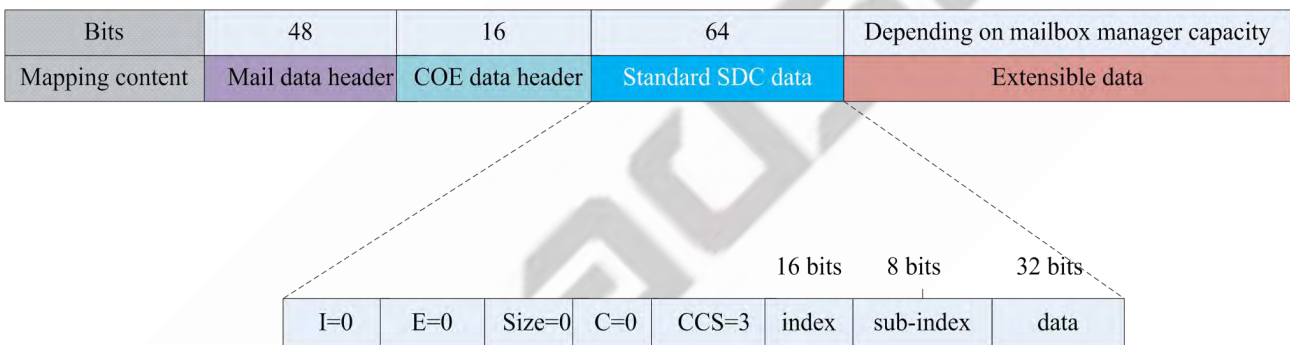 Bits 48 16 64 Depending on mailbox manager capacity
Mapping content Mail data header COE data header Standard SDC data Extensible data
16 bits 8 bits 32 bits
I=0 E=0 Size=0 C=0 CCS=3 index sub-index data